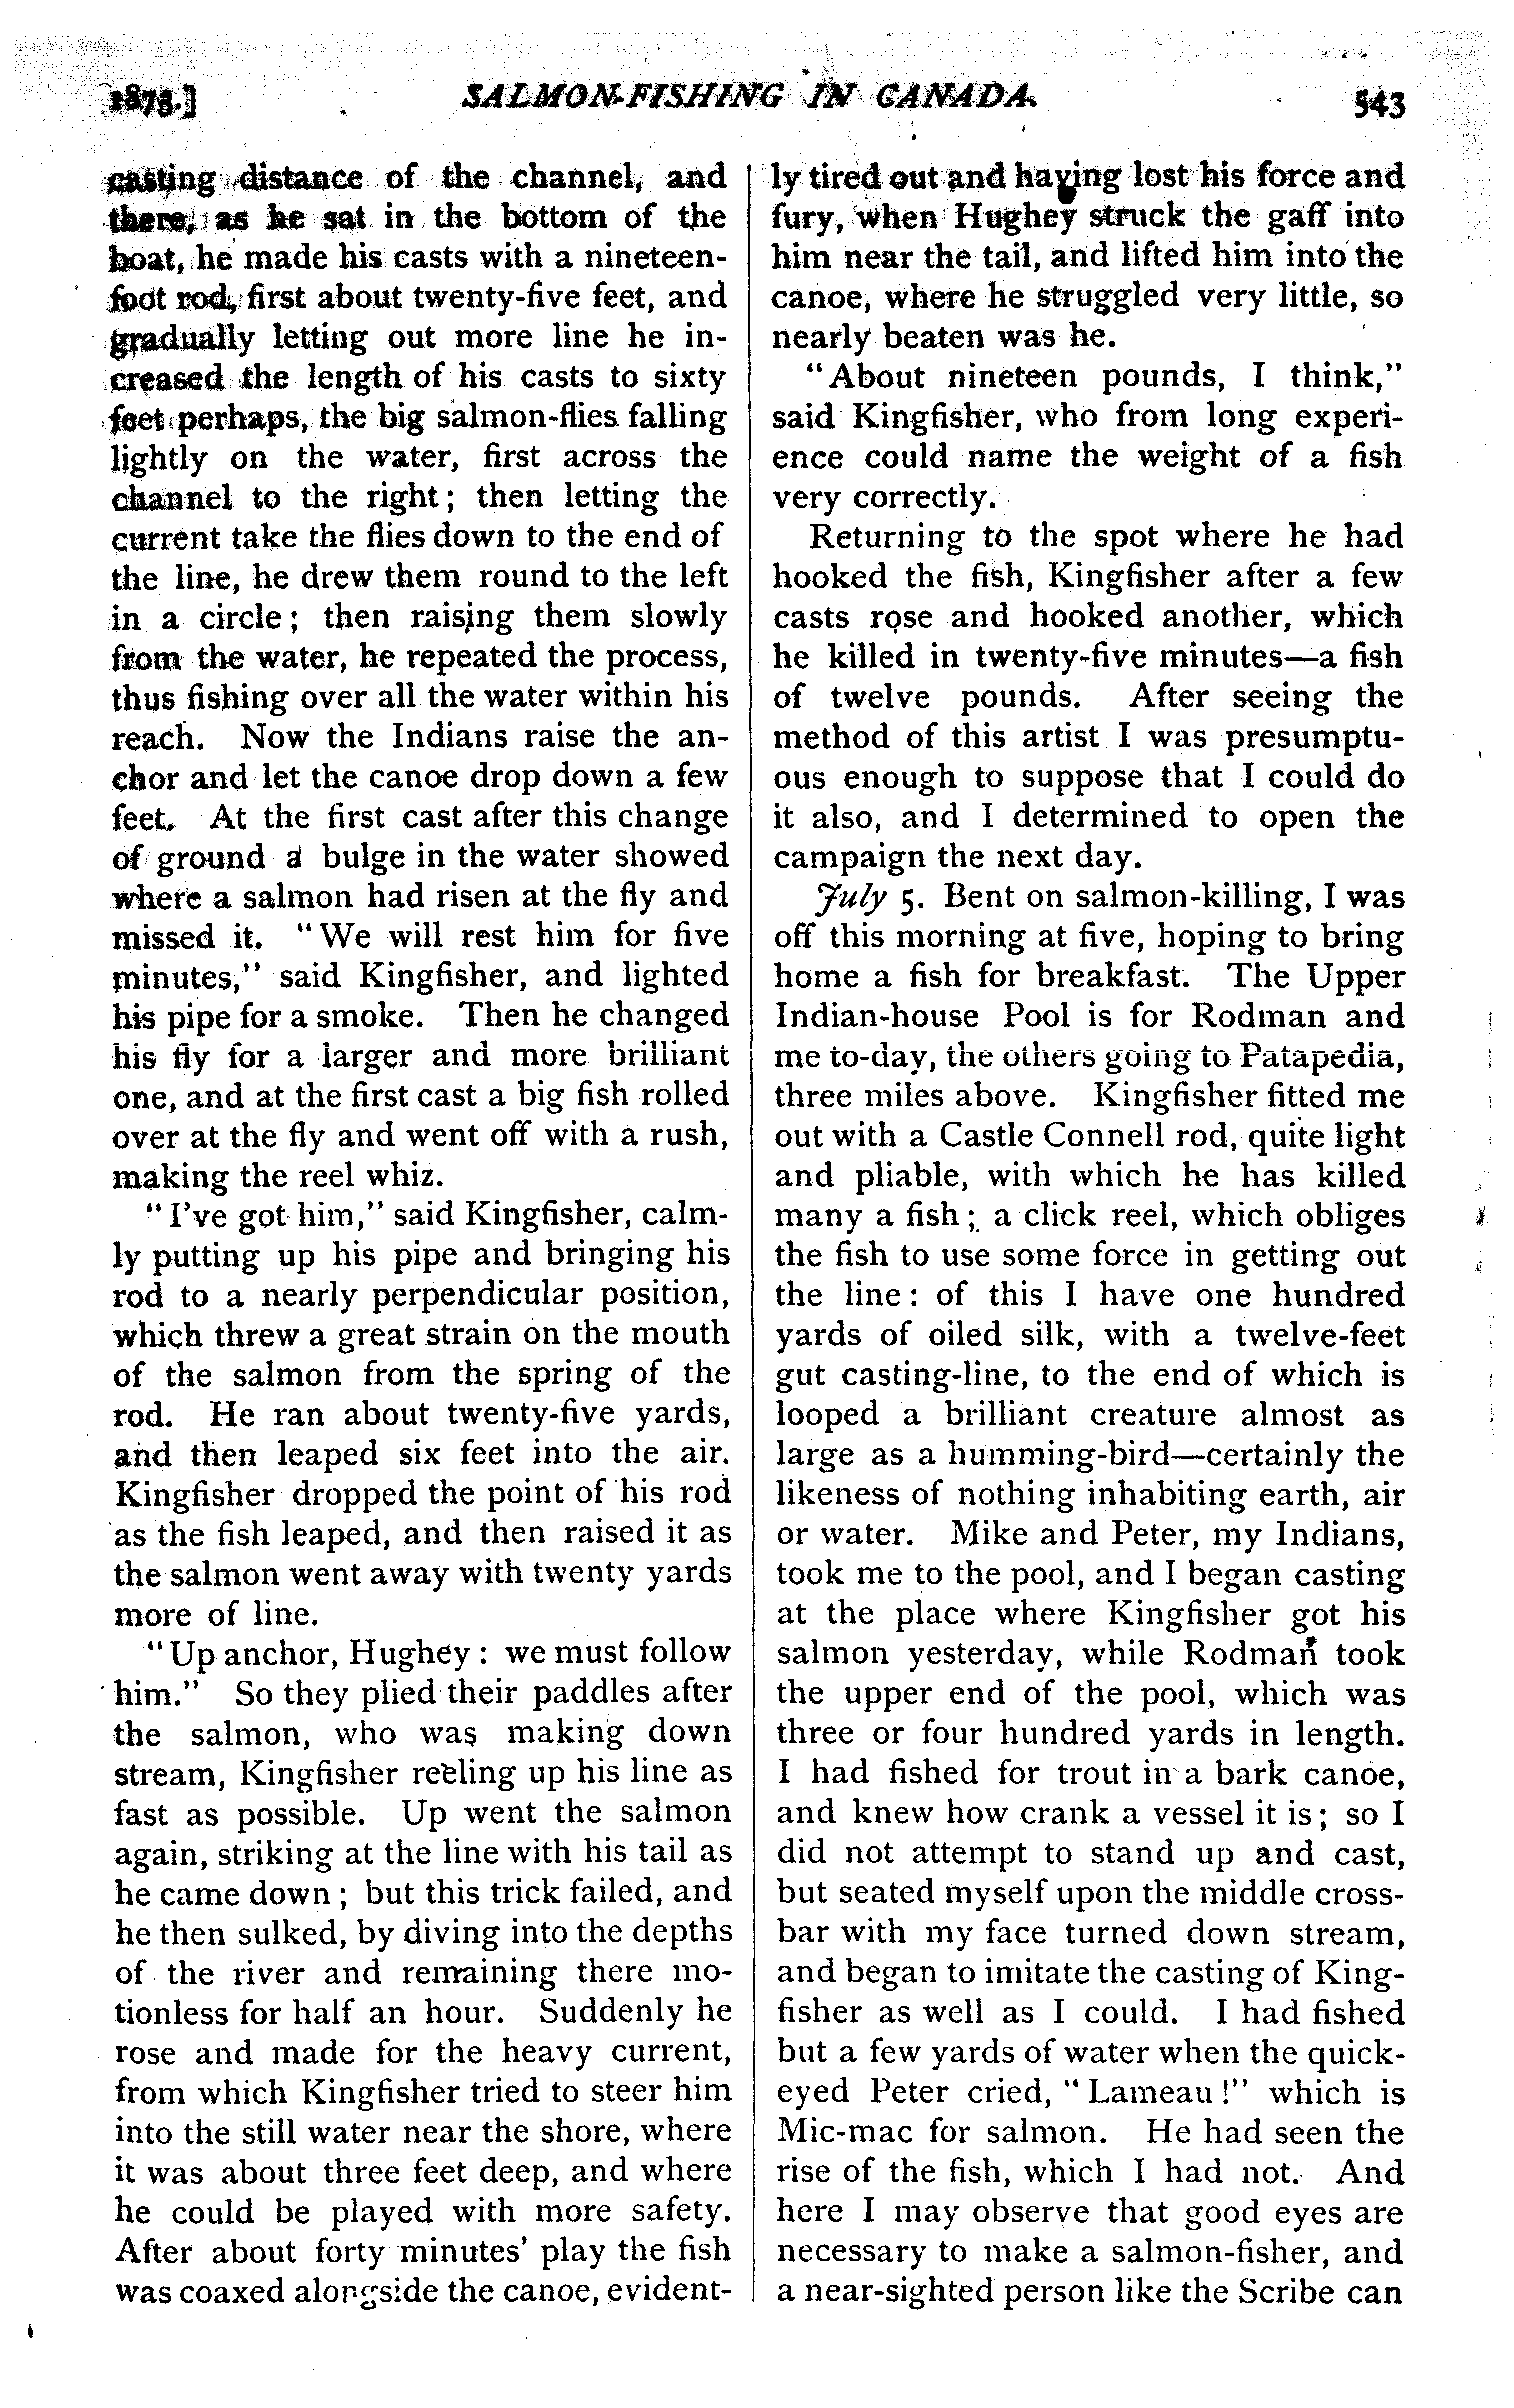 1873.] SALMON-FISHING IN CANADA. 543
casting distance of the channel, and
there, as he sat in the bottom of the
boat, he made his casts with a nineteen-
foot rod, first about twenty-five feet, and
gradually letting out more line he in-
creased the length of his casts to sixty
feet perhaps, the big salmon-flies falling
lightly on the water, first across the
channel to the right; then letting the
current take the flies down to the end of
the line, he drew them round to the left
in a circle; then raising them slowly
from the water, he repeated the process,
thus fishing over all the water within his
reach. Now the Indians raise the an-
chor and let the canoe drop down a few
feet. At the first cast after this change
of ground a bulge in the water showed
where a salmon had risen at the fly and
missed it. "We will rest him for five
minutes," said Kingfisher, and lighted
his pipe for a smoke. Then he changed
his fly for a larger and more brilliant
one, and at the first cast a big fish rolled
over at the fly and went off with a rush,
making the reel whiz.
"I've got him," said Kingfisher, calm-
ly putting up his pipe and bringing his
rod to a nearly perpendicular position,
which threw a great strain on the mouth
of the salmon from the spring of the
rod. He ran about twenty-five yards,
and then leaped six feet into the air.
Kingfisher dropped the point of his rod
as the fish leaped, and then raised it as
the salmon went away with twenty yards
more of line.
"Up anchor, Hughey: we must follow
him." So they plied their paddles after
the salmon, who was making down
stream, Kingfisher reeling up his line as
fast as possible. Up went the salmon
again, striking at the line with his tail as
he came down; but this trick failed, and
he then sulked, by diving into the depths
of the river and remaining there mo-
tionless for half an hour. Suddenly he
rose and made for the heavy current,
from which Kingfisher tried to steer him
into the still water near the shore, where
it was about three feet deep, and where
he could be played with more safety.
After about forty minutes' play the fish
was coaxed alongside the canoe, evident-
ly tired out and having lost his force and
fury, when Hughey struck the gaff into
him near the tail, and lifted him into the
canoe, where he struggled very little, so
nearly beaten was he.
"About nineteen pounds, I think,"
said Kingfisher, who from long experi-
ence could name the weight of a fish
very correctly.
Returning to the spot where he had
hooked the fish, Kingfisher after a few
casts rose and hooked another, which
he killed in twenty-five minutes—a fish
of twelve pounds. After seeing the
method of this artist I was presumptu-
ous enough to suppose that I could do
it also, and I determined to open the
campaign the next day.
July 5. Bent on salmon-killing, I was
off this morning at five, hoping to bring
home a fish for breakfast. The Upper
Indian-house Pool is for Rodman and
me to-day, the others going to Patapedia,
three miles above. Kingfisher fitted me
out with a Castle Connell rod, quite light
and pliable, with which he has killed
many a fish; a click reel, which obliges
the fish to use some force in getting out
the line: of this I have one hundred
yards of oiled silk, with a twelve-feet
gut casting-line, to the end of which is
looped a brilliant creature almost as
large as a humming-bird—certainly the
likeness of nothing inhabiting earth, air
or water. Mike and Peter, my Indians,
took me to the pool, and I began casting
at the place where Kingfisher got his
salmon yesterday, while Rodman took
the upper end of the pool, which was
three or four hundred yards in length.
I had fished for trout in a bark canoe,
and knew how crank a vessel it is; so I
did not attempt to stand up and cast,
but seated myself upon the middle cross-
bar with my face turned down stream,
and began to imitate the casting of King-
fisher as well as I could. I had fished
but a few yards of water when the quick-
eyed Peter cried, "Lameau!" which is
Mic-mac for salmon. He had seen the
rise of the fish, which I had not. And
here I may observe that good eyes are
necessary to make a salmon-fisher, and
a near-sighted person like the Scribe can